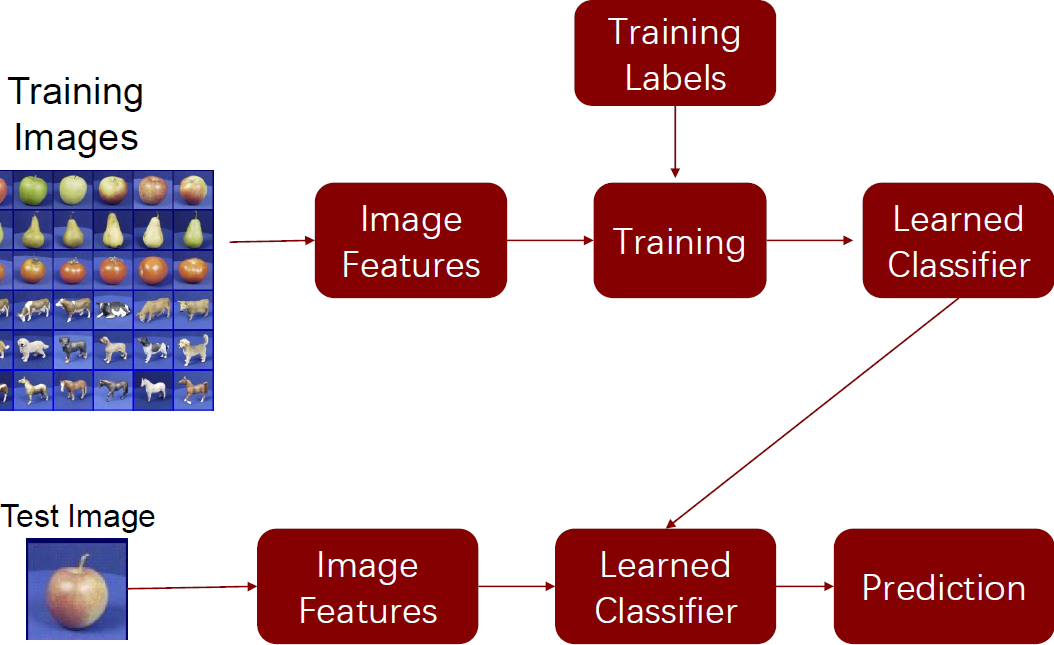 Training
Labels
Training
Images
Image
Features
Training
Learned
Classifier
Test Image
Image
Features
Learned
Classifier
Prediction